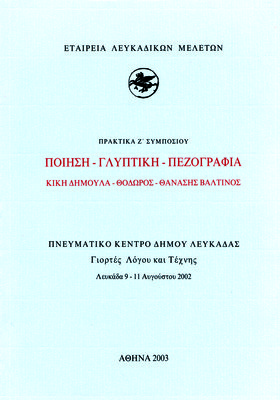 ΕΤΑΙΡΕΙΑ ΛΕΥΚΑΔΙΚΩΝ ΜΕΛΕΤΩΝ
ΠΡΑΚΤΙΚΑ Ζ΄ ΣΥΜΠΟΣΙΟΥ
ΠΟΙΗΣΗ - ΓΛΥΠΤΙΚΗ - ΠΕΖΟΓΡΑΦΙΑ
ΚΙΚΗ ΔΗΜΟΥΛΑ - ΘΟΔΩΡΟΣ - ΘΑΝΑΣΗΣ ΒΑΛΤΙΝΟΣ
ΠΝΕΥΜΑΤΙΚΟ ΚΕΝΤΡΟ ΔΗΜΟΥ ΛΕΥΚΑΔΑΣ
Γιορτές Λόγου και Τέχνης
Λευκάδα 9 - 11 Αυγούστου 2002
ΑΘΗΝΑ 2003